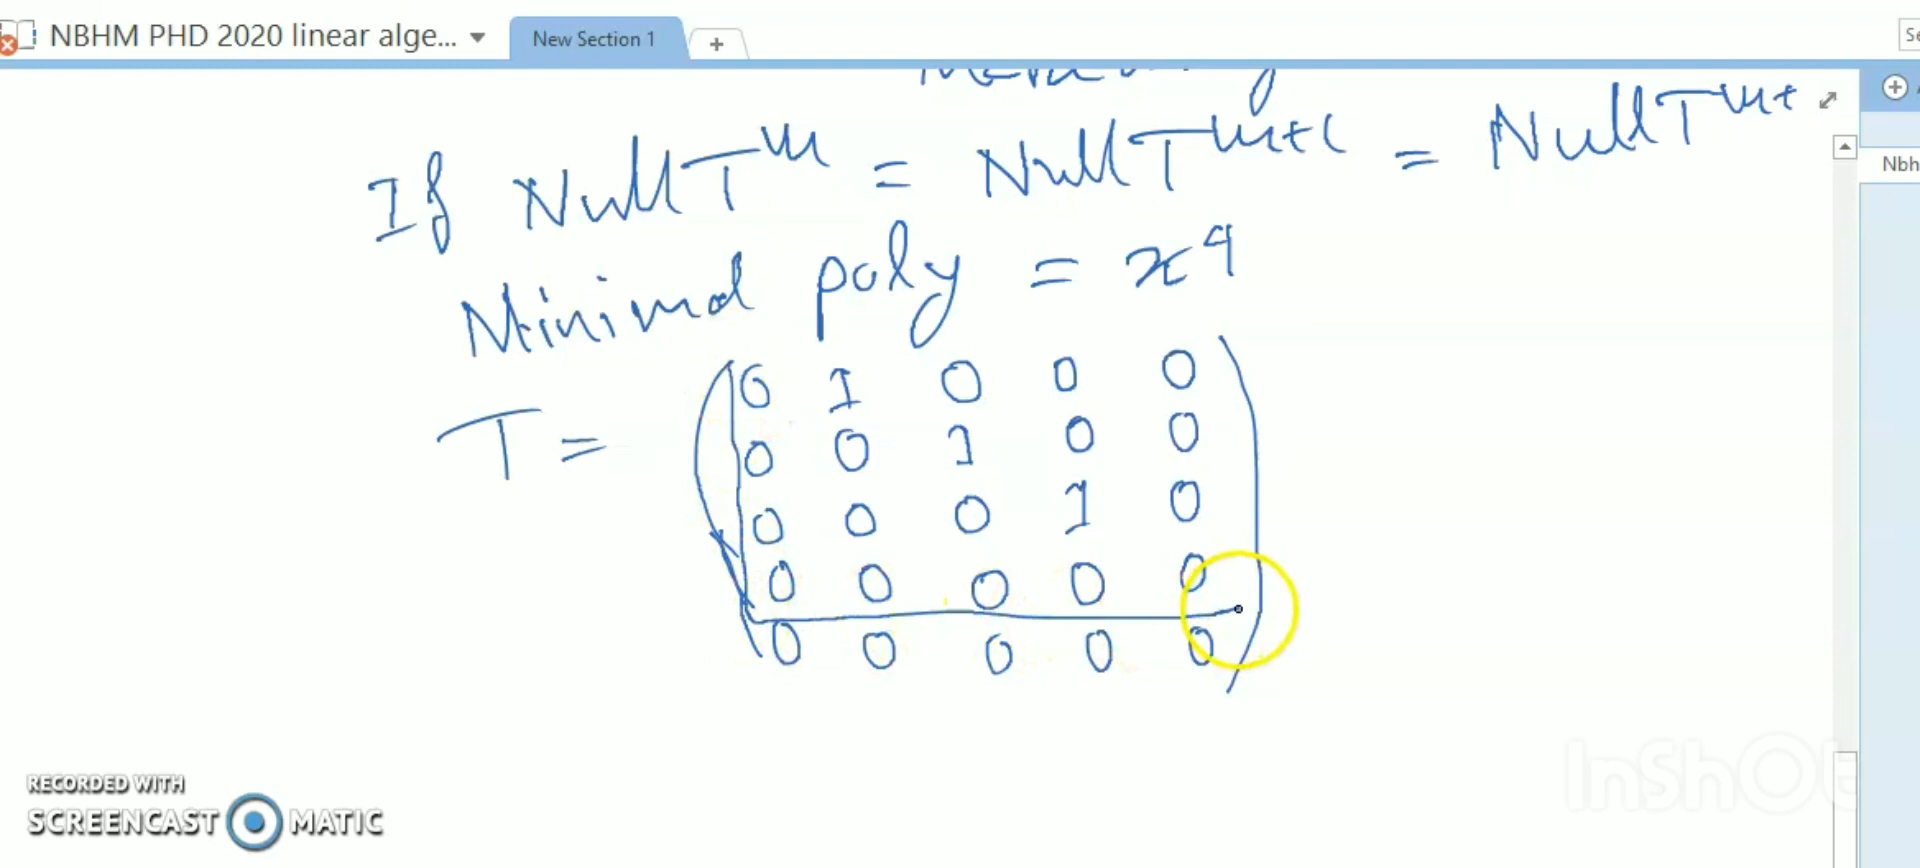 NBHM PHD 2020 linear alge...
New Section 1
If Null T^m = Null T^m+1 = Null T^m+
Minimal poly = x^4
T =
0 1 0 0 0
0 0 1 0 0
0 0 0 1 0
0 0 0 0 0
0 0 0 0 0
Nbh
RECORDED WITH
SCREENCAST MATIC
InShOt